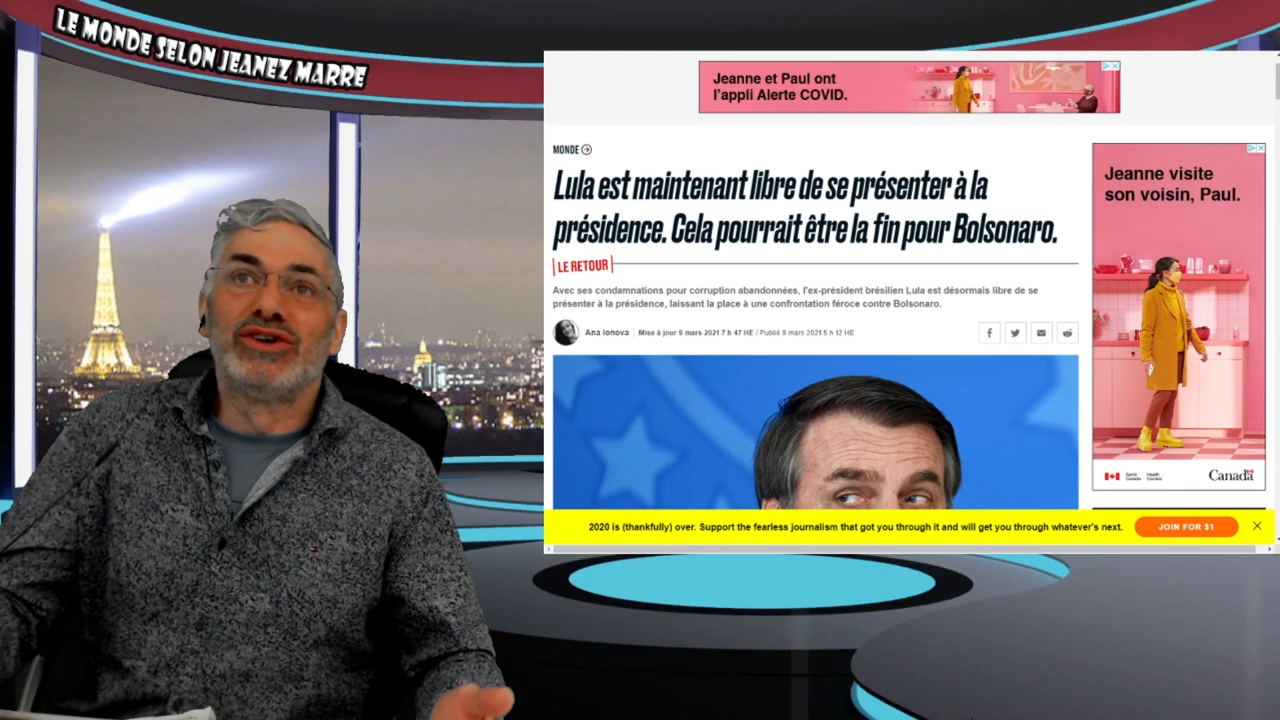 LE MONDE SELON JEANEZ MARRE
Jeanne et Paul ont
l'appli Alerte COVID.
MONDE
Lula est maintenant libre de se présenter à la
présidence. Cela pourrait être la fin pour Bolsonaro.
LE RETOUR
Avec ses condamnations pour corruption abandonnées, l'ex-président brésilien Lula est désormais libre de se
présenter à la présidence, laissant la place à une confrontation féroce contre Bolsonaro.
Ana Ionova Mise à jour 9 mars 2021 7 h 47 HE / Publié 9 mars 2021 5 h 12 HE
Jeanne visite
son voisin, Paul.
Santé Health
Canada Canada
Canada
2020 is (thankfully) over. Support the fearless journalism that got you through it and will get you through whatever's next. JOIN FOR $1